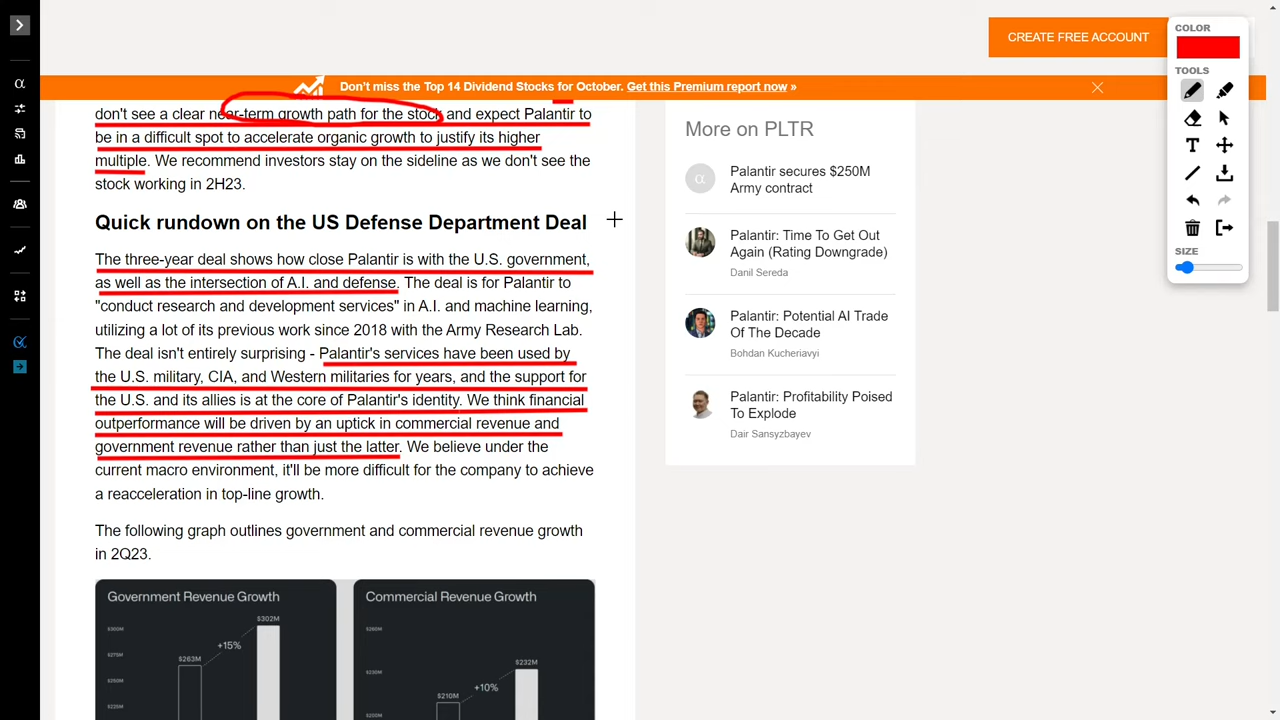 CREATE FREE ACCOUNT
COLOR
TOOLS
T
SIZE
Don't miss the Top 14 Dividend Stocks for October. Get this Premium report now »
don't see a clear near-term growth path for the stock and expect Palantir to
be in a difficult spot to accelerate organic growth to justify its higher
multiple. We recommend investors stay on the sideline as we don't see the
stock working in 2H23.
Quick rundown on the US Defense Department Deal
The three-year deal shows how close Palantir is with the U.S. government,
as well as the intersection of A.I. and defense. The deal is for Palantir to
"conduct research and development services" in A.I. and machine learning,
utilizing a lot of its previous work since 2018 with the Army Research Lab.
The deal isn't entirely surprising - Palantir's services have been used by
the U.S. military, CIA, and Western militaries for years, and the support for
the U.S. and its allies is at the core of Palantir's identity. We think financial
outperformance will be driven by an uptick in commercial revenue and
government revenue rather than just the latter. We believe under the
current macro environment, it'll be more difficult for the company to achieve
a reacceleration in top-line growth.
The following graph outlines government and commercial revenue growth
in 2Q23.
Government Revenue Growth
$302M
$300M
+15%
$275M
$263M
$250M
$225M
Commercial Revenue Growth
$260M
$232M
$230M
+10%
$210M
$200M
More on PLTR
α
Palantir secures $250M
Army contract
Palantir: Time To Get Out
Again (Rating Downgrade)
Danil Sereda
Palantir: Potential AI Trade
Of The Decade
Bohdan Kucheriavyi
Palantir: Profitability Poised
To Explode
Dair Sansyzbayev